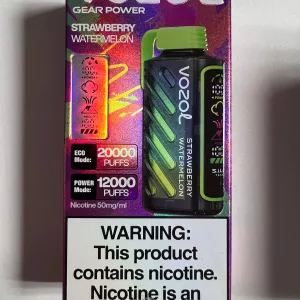 GEAR POWER
STRAWBERRY
WATERMELON
VOZOL
STRAWBERRY
WATERMELON
ECO
Mode:
20000
PUFFS
POWER
Mode:
12000
PUFFS
Nicotine 50mg/ml
WARNING:
This product
contains nicotine.
Nicotine is an